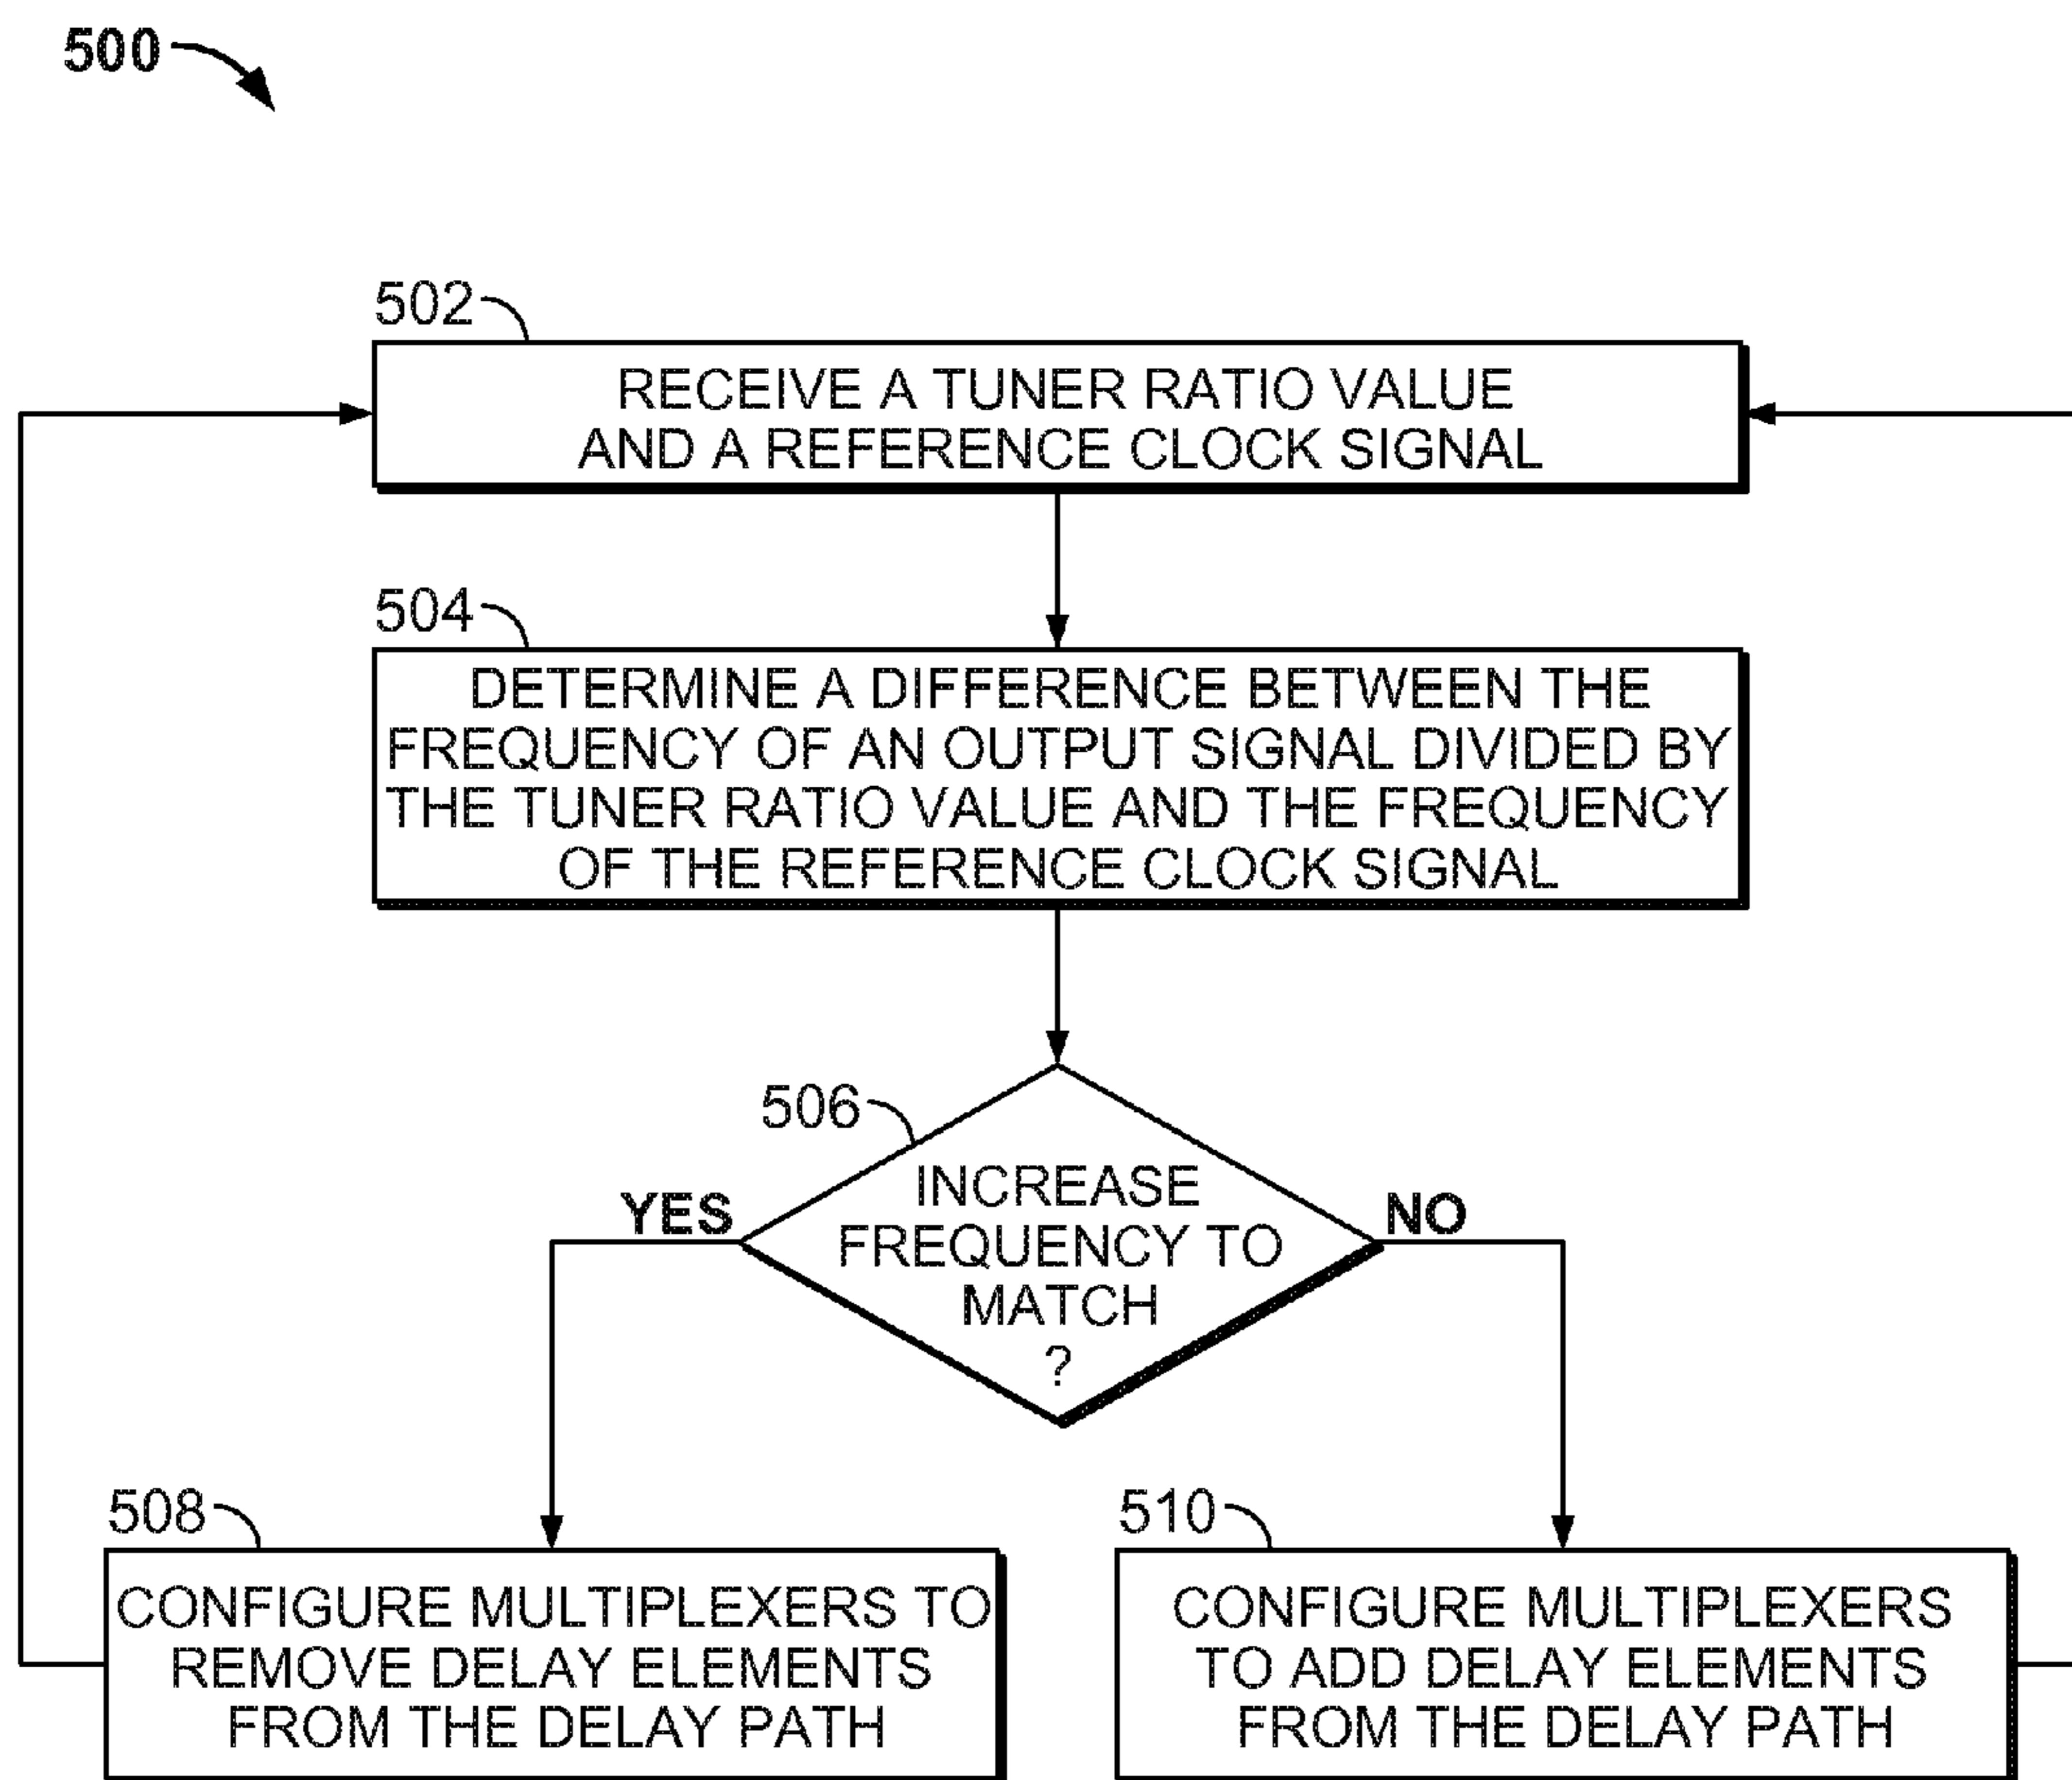 500
502
RECEIVE A TUNER RATIO VALUE
AND A REFERENCE CLOCK SIGNAL
504
DETERMINE A DIFFERENCE BETWEEN THE
FREQUENCY OF AN OUTPUT SIGNAL DIVIDED BY
THE TUNER RATIO VALUE AND THE FREQUENCY
OF THE REFERENCE CLOCK SIGNAL
506
INCREASE
FREQUENCY TO
MATCH
?
YES
NO
508
CONFIGURE MULTIPLEXERS TO
REMOVE DELAY ELEMENTS
FROM THE DELAY PATH
510
CONFIGURE MULTIPLEXERS
TO ADD DELAY ELEMENTS
FROM THE DELAY PATH